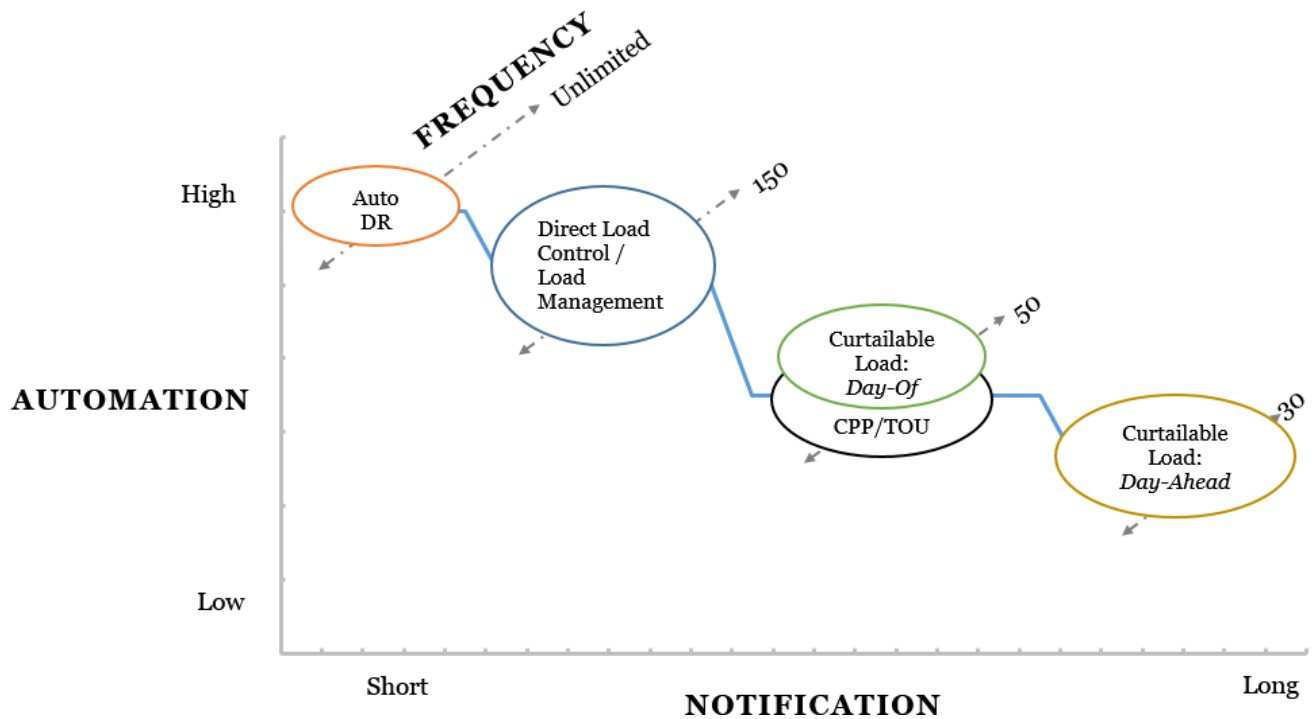 FREQUENCY
Unlimited
High
Auto
DR
150
Direct Load
Control /
Load
Management
50
Curtailable
Load:
Day-Of
CPP/TOU
AUTOMATION
30
Curtailable
Load:
Day-Ahead
Low
Short
Long
NOTIFICATION